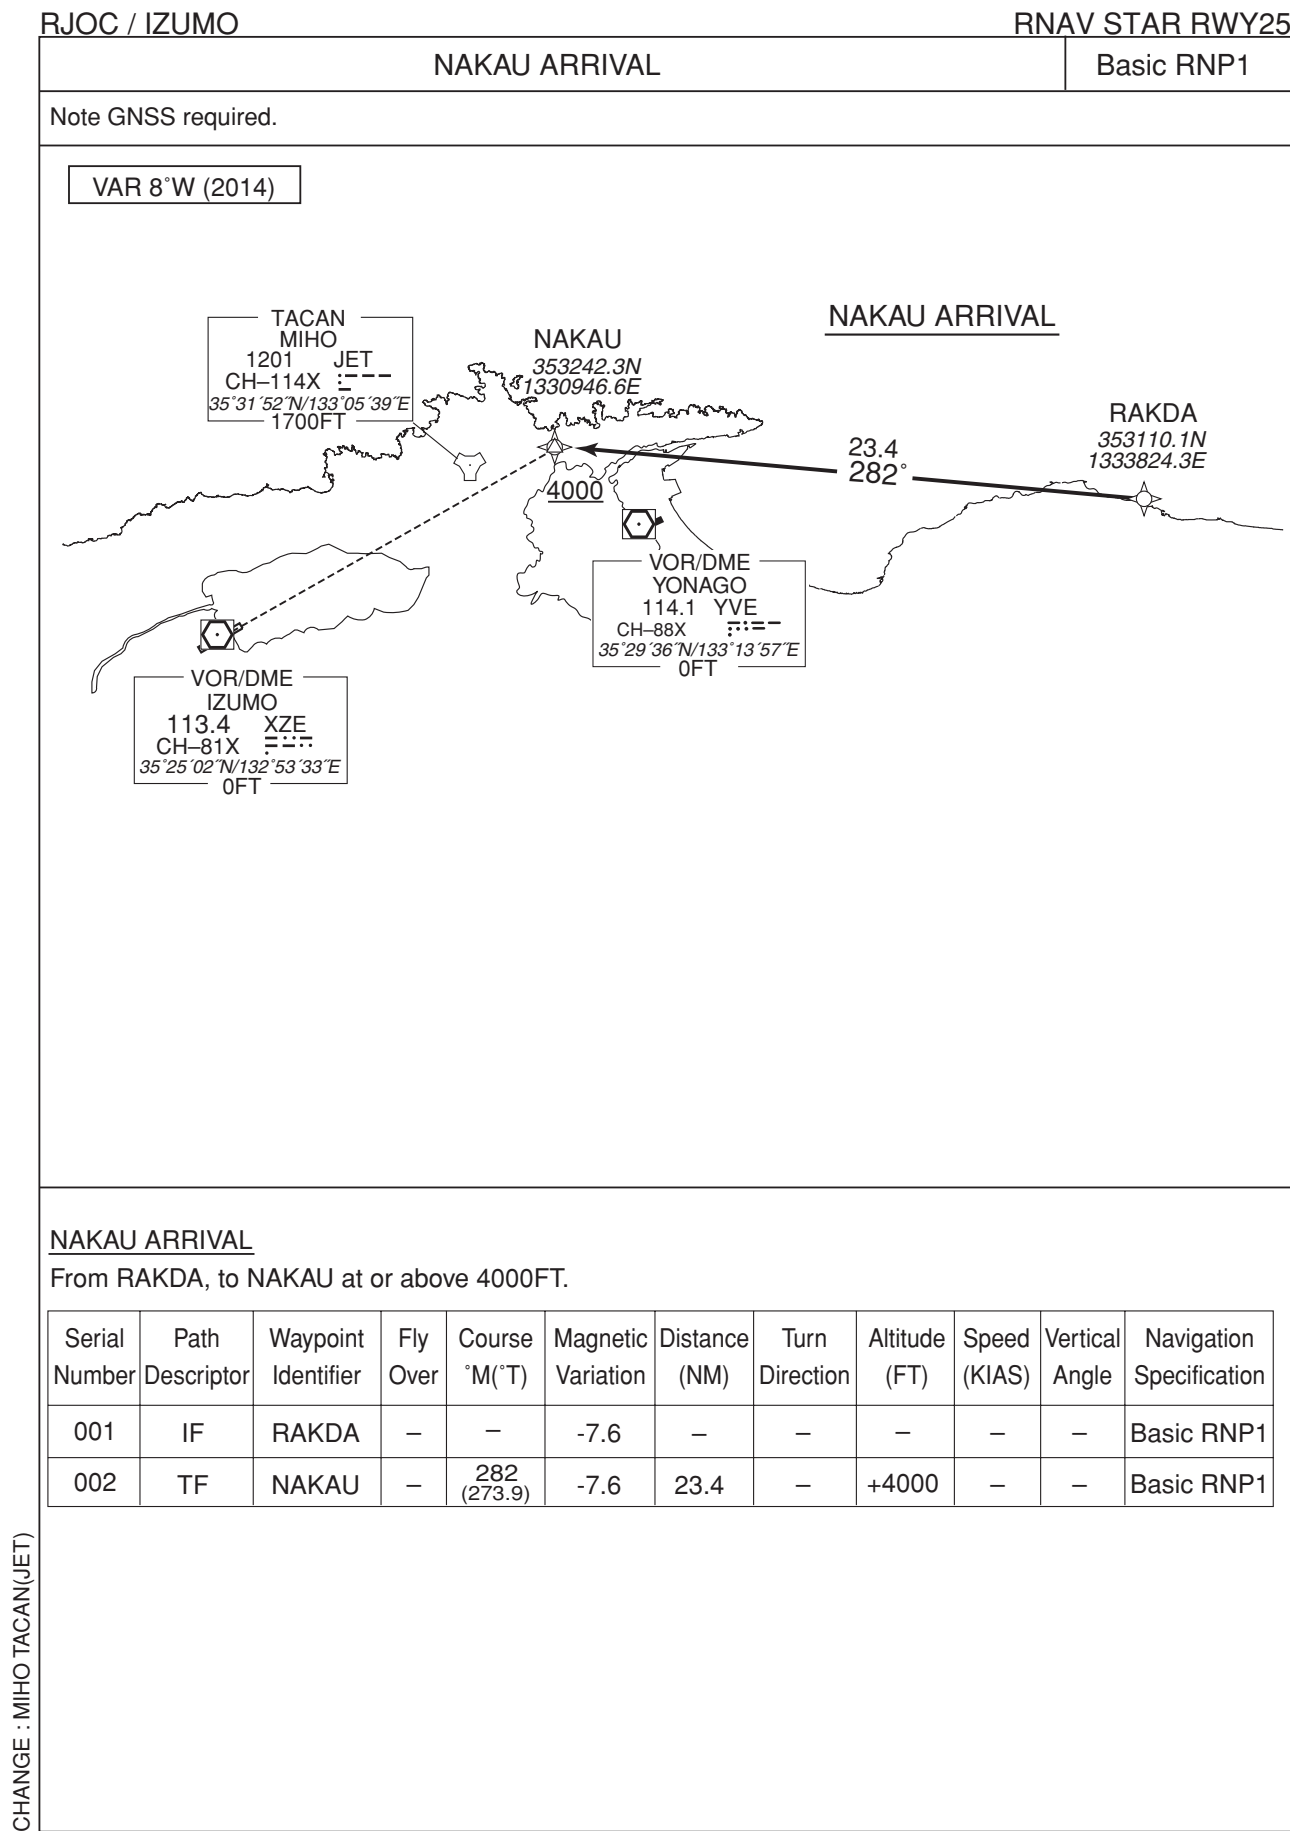 RJOC / IZUMO
RNAV STAR RWY25
NAKAU ARRIVAL
Basic RNP1
Note GNSS required.
VAR 8˚W (2014)
NAKAU ARRIVAL
TACAN
MIHO
1201 JET
CH–114X
35˚31´52˝N/133˚05´39˝E
1700FT
NAKAU
353242.3N
1330946.6E
4000
23.4
282˚
RAKDA
353110.1N
1333824.3E
VOR/DME
YONAGO
114.1 YVE
CH–88X
35˚29´36˝N/133˚13´57˝E
0FT
VOR/DME
IZUMO
113.4 XZE
CH–81X
35˚25´02˝N/132˚53´33˝E
0FT
NAKAU ARRIVAL
From RAKDA, to NAKAU at or above 4000FT.
Serial Number | Path Descriptor | Waypoint Identifier | Fly Over | Course ˚M(˚T) | Magnetic Variation | Distance (NM) | Turn Direction | Altitude (FT) | Speed (KIAS) | Vertical Angle | Navigation Specification
001 | IF | RAKDA | – | – | -7.6 | – | – | – | – | – | Basic RNP1
002 | TF | NAKAU | – | 282 (273.9) | -7.6 | 23.4 | – | +4000 | – | – | Basic RNP1
CHANGE : MIHO TACAN(JET)